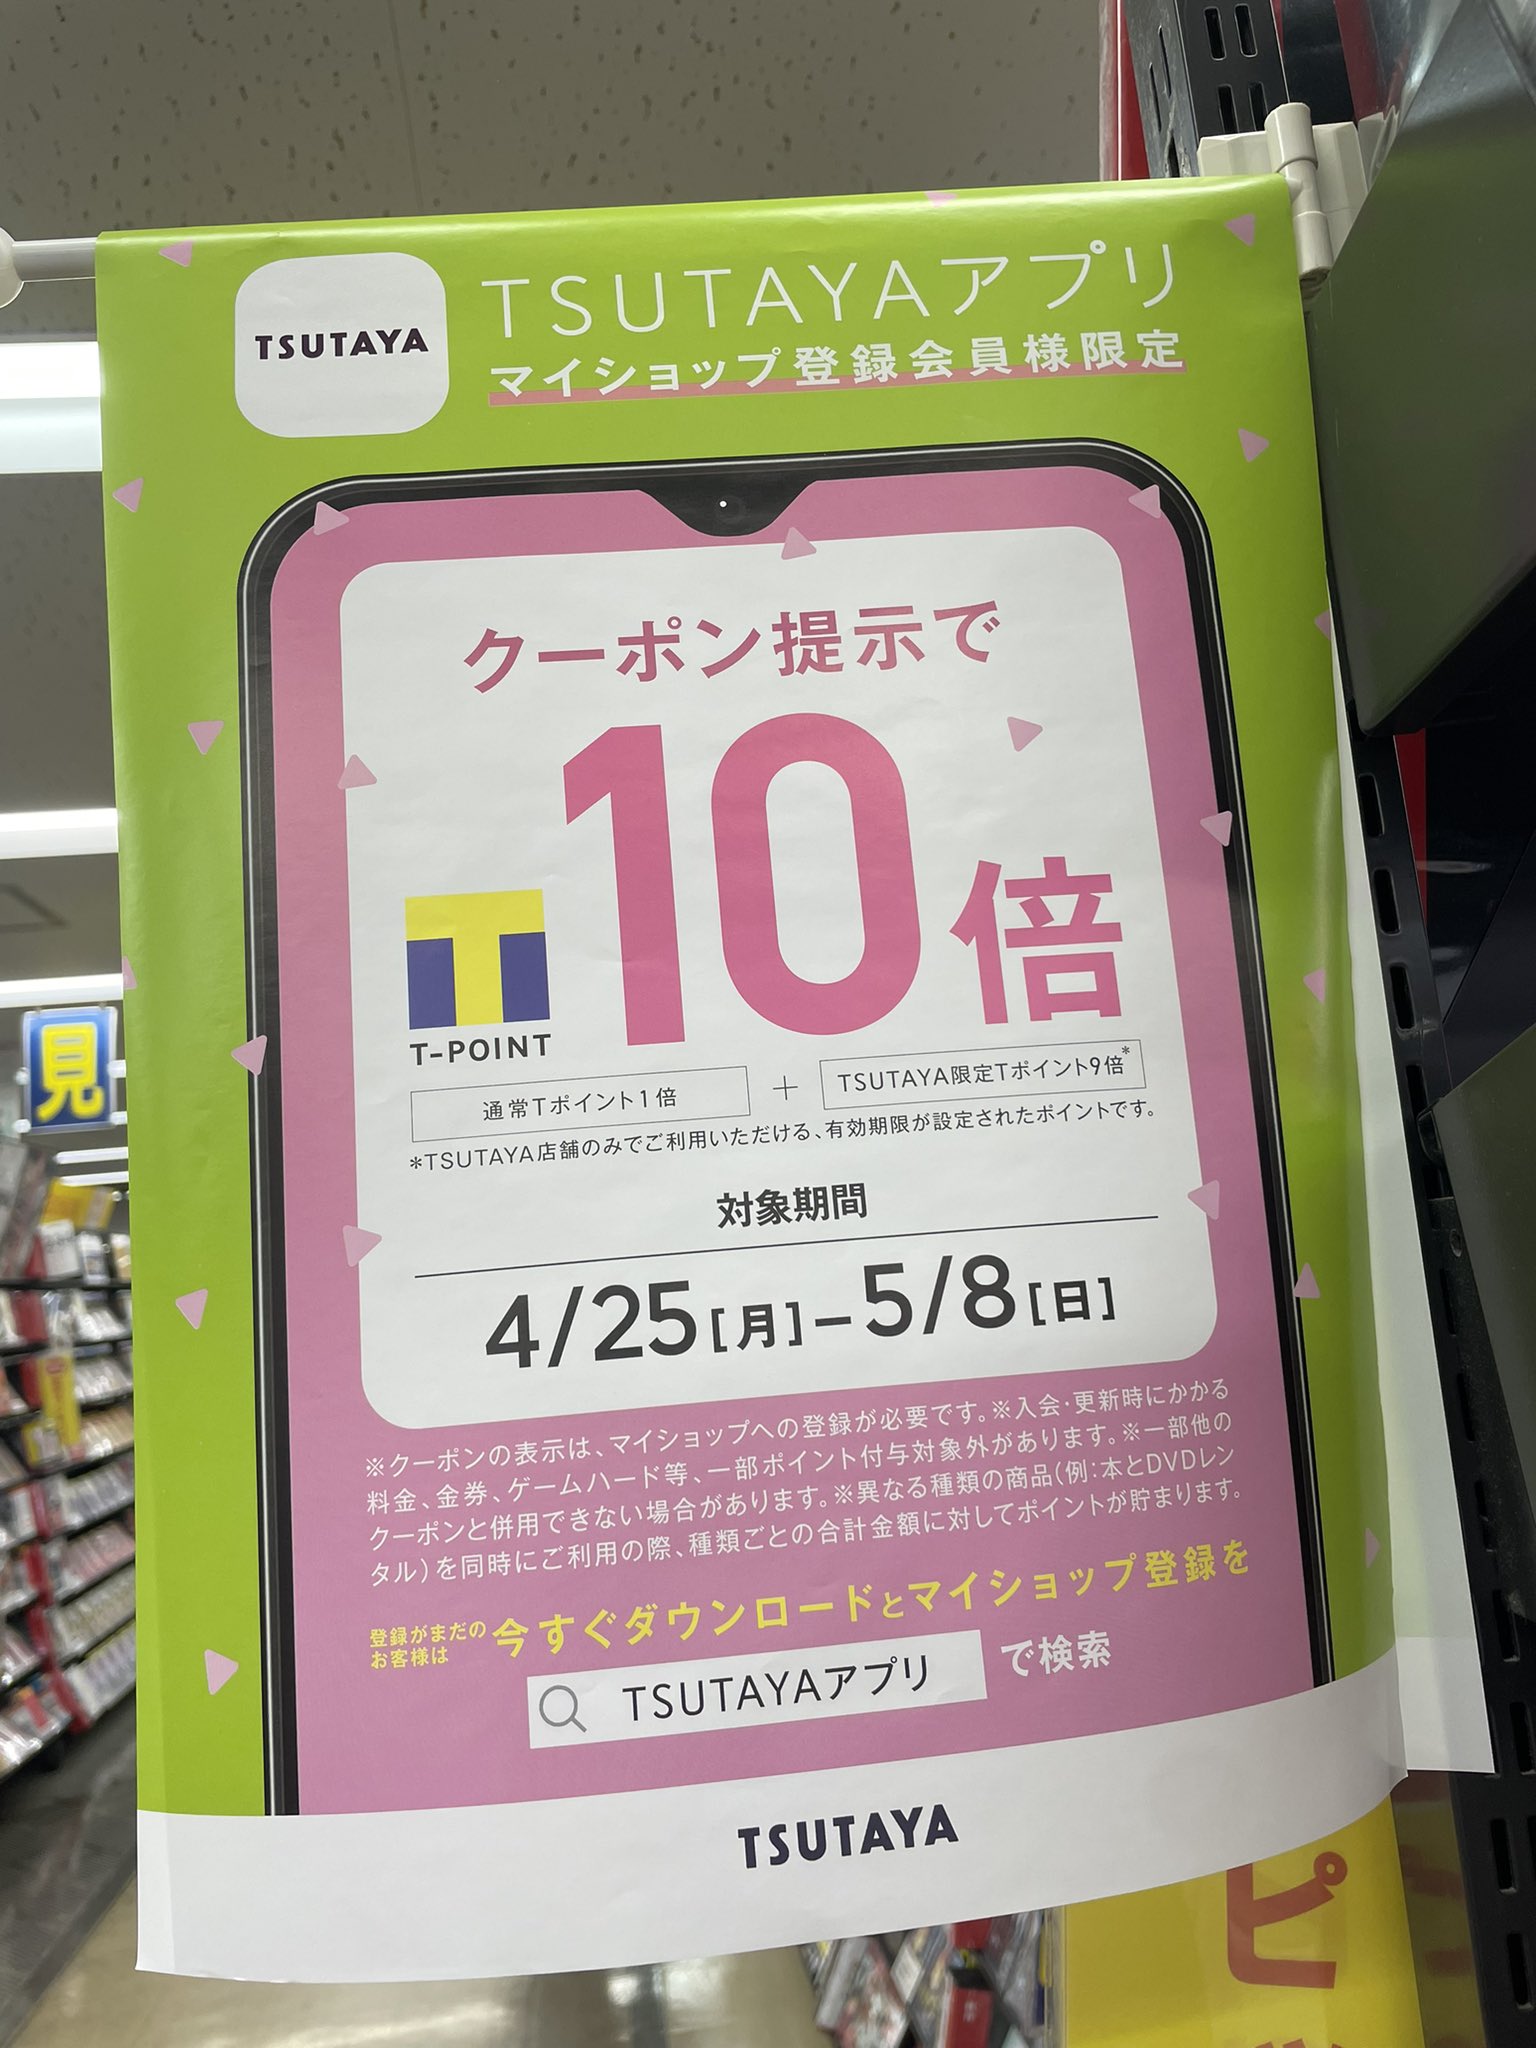 TSUTAYA
TSUTAYAアプリ
マイショップ登録会員様限定
クーポン提示で
10倍
T-POINT
通常Tポイント1倍 + TSUTAYA限定Tポイント9倍*
*TSUTAYA店舗のみでご利用いただける、有効期限が設定されたポイントです。
対象期間
4/25[月]–5/8[日]
※クーポンの表示は、マイショップへの登録が必要です。※入会・更新時にかかる
料金、金券、ゲームハード等、一部ポイント付与対象外があります。※一部他の
クーポンと併用できない場合があります。※異なる種類の商品(例:本とDVDレン
タル)を同時にご利用の際、種類ごとの合計金額に対してポイントが貯まります。
登録がまだの
お客様は
今すぐダウンロードとマイショップ登録を
TSUTAYAアプリ で検索
TSUTAYA
見
ピ